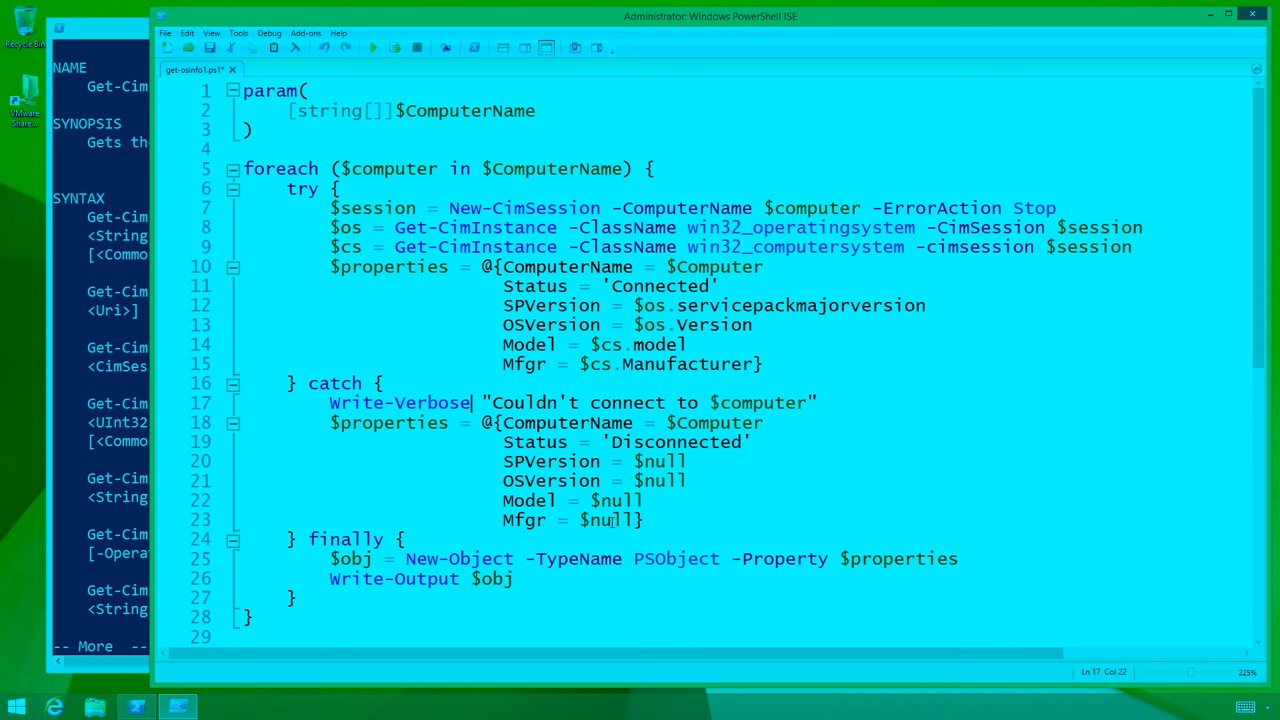 Recycle Bin
VMware
Share...
NAME
Get-Cim
SYNOPSIS
Gets the
SYNTAX
Get-Cim
<String
[<Commo
Get-Cim
<Uri>]
Get-Cim
<CimSes
Get-Cim
<UInt32
[<Commo
Get-Cim
<String
Get-Cim
[-Opera
Get-Cim
<String
-- More --
Administrator: Windows PowerShell ISE
File Edit View Tools Debug Add-ons Help
get-osinfo1.ps1*
1 param(
2 [string[]]$ComputerName
3 )
4
5 foreach ($computer in $ComputerName) {
6 try {
7 $session = New-CimSession -ComputerName $computer -ErrorAction Stop
8 $os = Get-CimInstance -ClassName win32_operatingsystem -CimSession $session
9 $cs = Get-CimInstance -ClassName win32_computersystem -cimsession $session
10 $properties = @{ComputerName = $Computer
11 Status = 'Connected'
12 SPVersion = $os.servicepackmajorversion
13 OSVersion = $os.Version
14 Model = $cs.model
15 Mfgr = $cs.Manufacturer}
16 } catch {
17 Write-Verbose "Couldn't connect to $computer"
18 $properties = @{ComputerName = $Computer
19 Status = 'Disconnected'
20 SPVersion = $null
21 OSVersion = $null
22 Model = $null
23 Mfgr = $null}
24 } finally {
25 $obj = New-Object -TypeName PSObject -Property $properties
26 Write-Output $obj
27 }
28 }
29
Ln 17 Col 22
225%